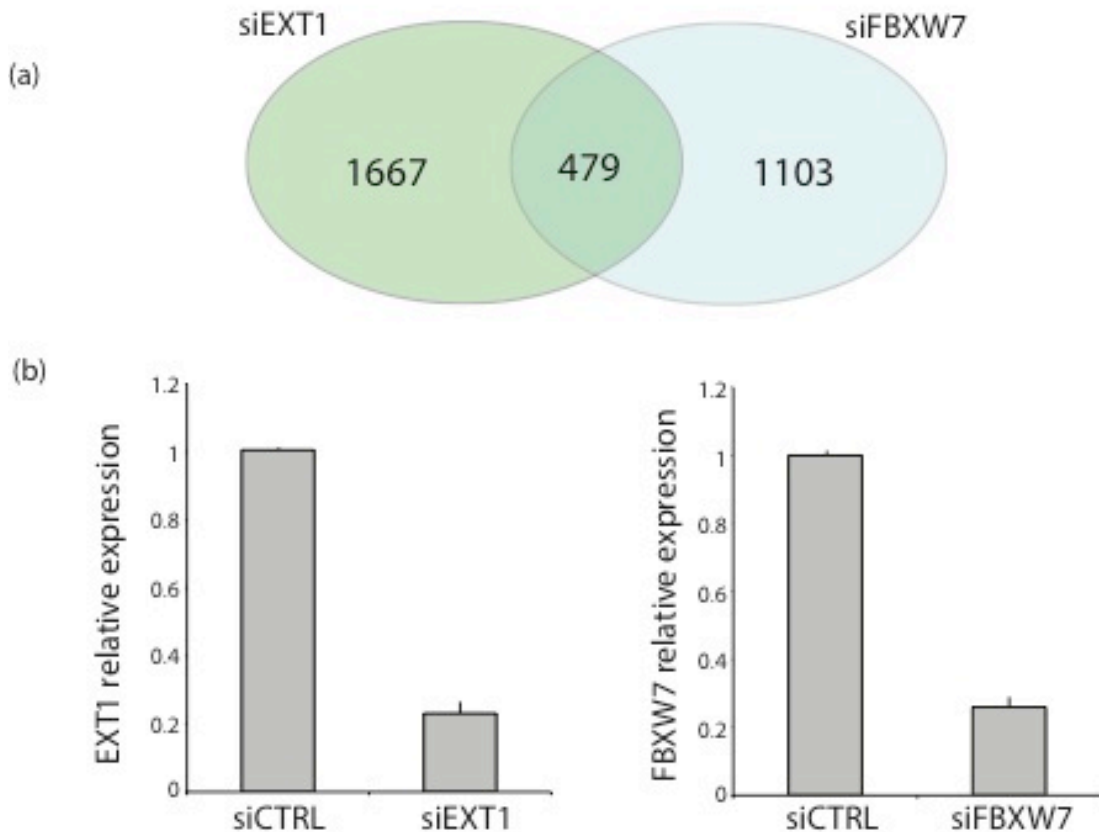 siEXT1
siFBXW7
(a)
1667
479
1103
(b)
EXT1 relative expression
1.2
1
0.8
0.6
0.4
0.2
0
siCTRL
siEXT1
FBXW7 relative expression
1.2
1
0.8
0.6
0.4
0.2
0
siCTRL
siFBXW7